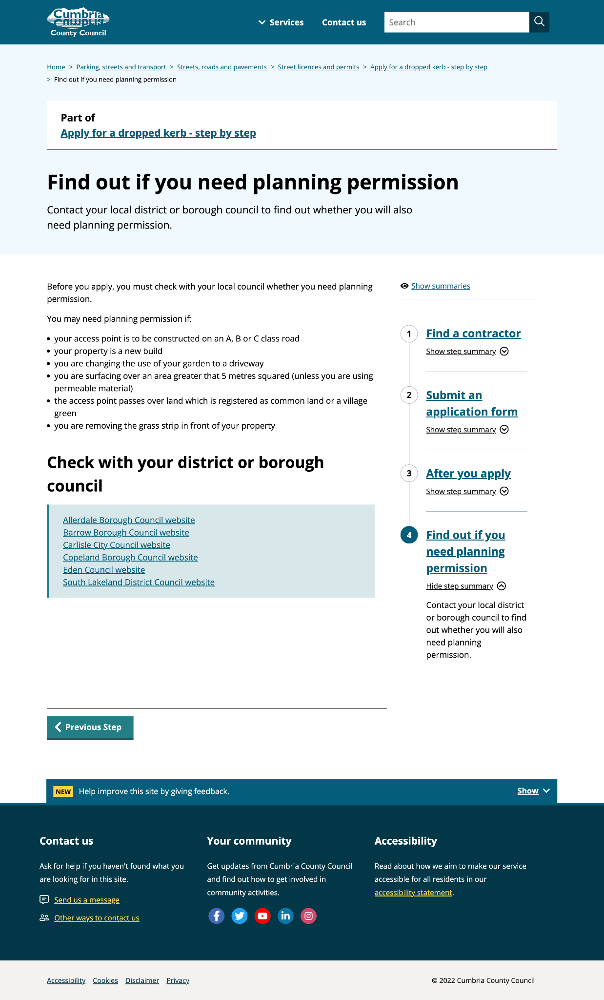 Cumbria
County Council
Services
Contact us
Search
Home > Parking, streets and transport > Streets, roads and pavements > Street licences and permits > Apply for a dropped kerb - step by step
> Find out if you need planning permission
Part of
Apply for a dropped kerb - step by step
Find out if you need planning permission
Contact your local district or borough council to find out whether you will also
need planning permission.
Before you apply, you must check with your local council whether you need planning
permission.
You may need planning permission if:
• your access point is to be constructed on an A, B or C class road
• your property is a new build
• you are changing the use of your garden to a driveway
• you are surfacing over an area greater that 5 metres squared (unless you are using
permeable material)
• the access point passes over land which is registered as common land or a village
green
• you are removing the grass strip in front of your property
Check with your district or borough
council
Allerdale Borough Council website
Barrow Borough Council website
Carlisle City Council website
Copeland Borough Council website
Eden Council website
South Lakeland District Council website
Show summaries
1 Find a contractor
Show step summary
2 Submit an
application form
Show step summary
3 After you apply
Show step summary
4 Find out if you
need planning
permission
Hide step summary
Contact your local district
or borough council to find
out whether you will also
need planning
permission.
Previous Step
NEW Help improve this site by giving feedback.
Show
Contact us
Ask for help if you haven't found what you
are looking for in this site.
Send us a message
Other ways to contact us
Your community
Get updates from Cumbria County Council
and find out how to get involved in
community activities.
Accessibility
Read about how we aim to make our service
accessible for all residents in our
accessibility statement.
Accessibility Cookies Disclaimer Privacy
© 2022 Cumbria County Council